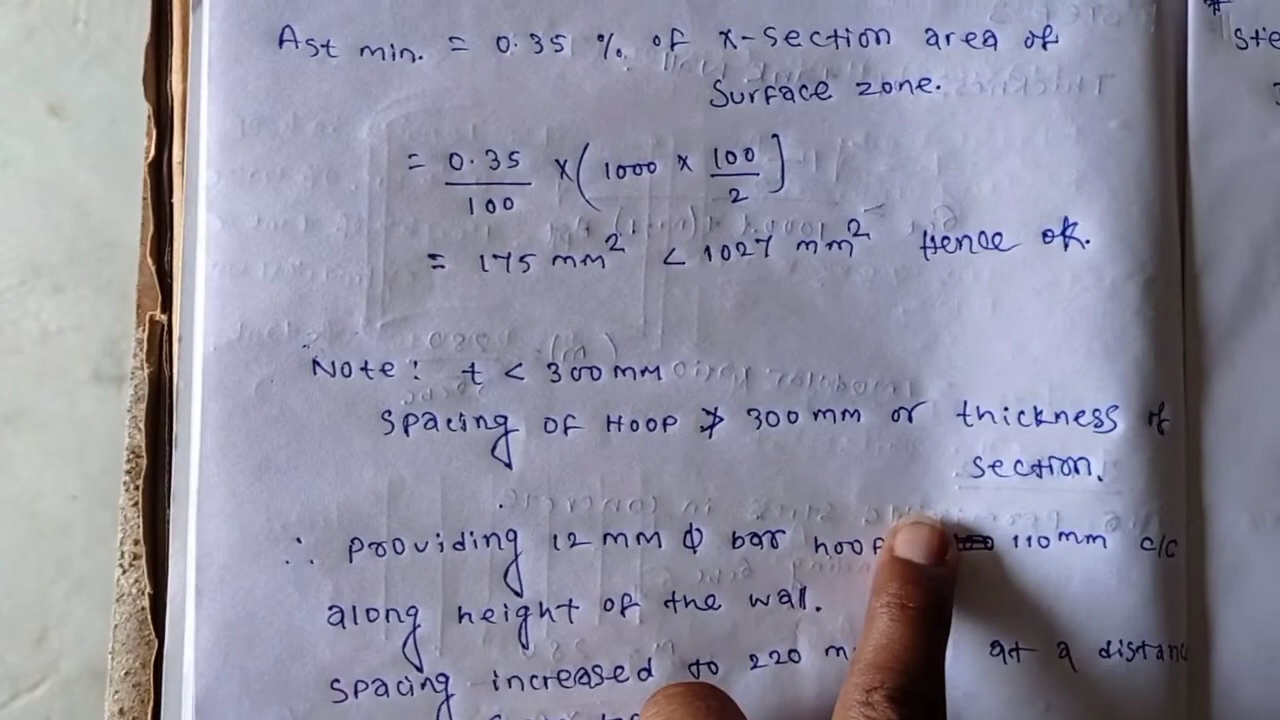 Ast min. = 0.35 % of x-section area of
Surface zone.
= 0.35/100 x (1000 x 100/2]
= 175 mm² < 1027 mm² Hence ok.
Note: t < 300 mm
spacing of HOOP ≯ 300 mm or thickness of
section.
∴ providing 12 mm ϕ bar 110 mm c/c
along height of the wall.
spacing increased to 220 at a
Ste